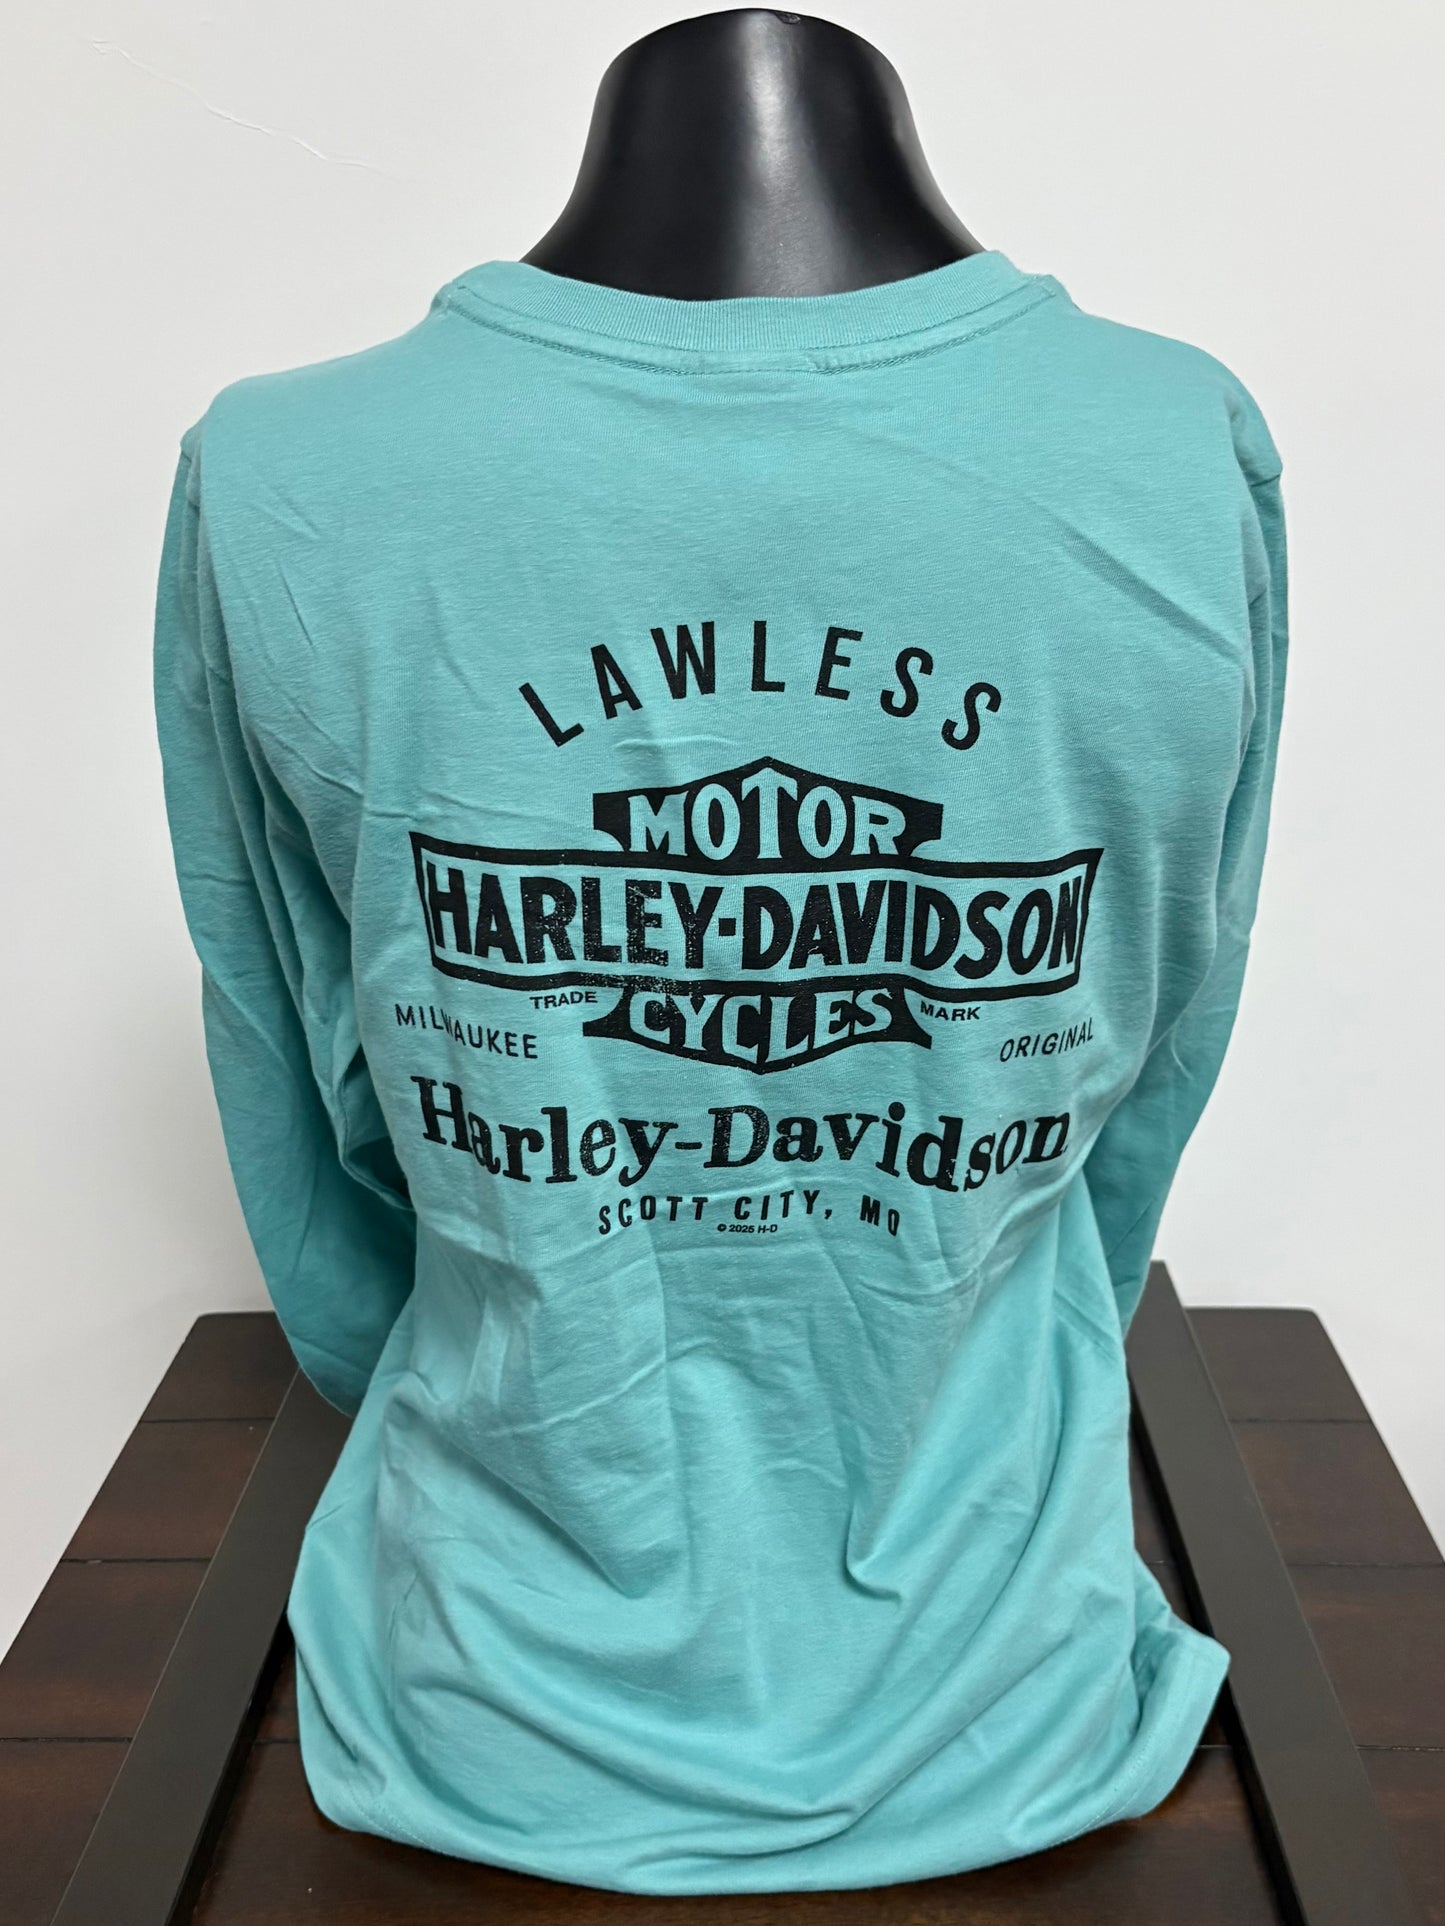 LAWLESS
MOTOR
HARLEY-DAVIDSON
TRADE CYCLES MARK
MILWAUKEE ORIGINAL
Harley-Davidson
SCOTT CITY, MO
© 2025 H-D